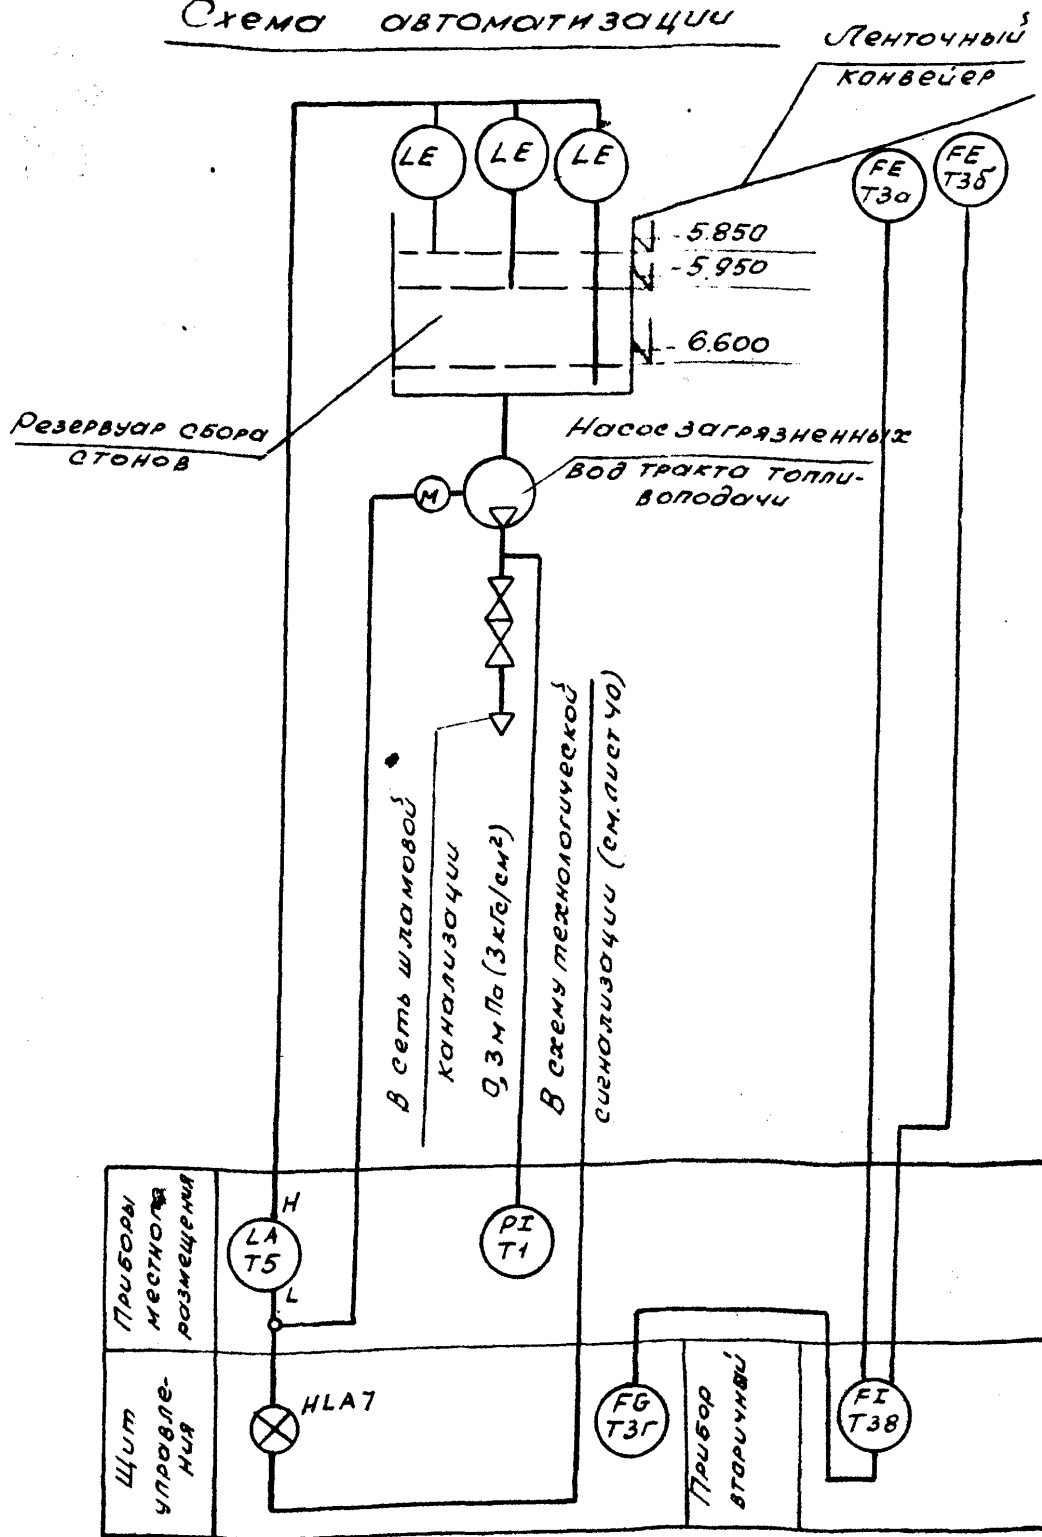 Схема автоматизации
Ленточный
конвейер
LE
LE
LE
FE
Т3а
FE
Т3б
-5.850
-5.950
-6.600
Резервуар сбора
стоков
Насос загрязненных
вод тракта топли-
воподачи
М
В сеть шламовой
канализации
0,3 мПа (3 кгс/см²)
В схему технологической
сигнализации (см. лист 40)
Приборы
местного
размещения
H
LA
Т5
L
PI
Т1
Щит
управле-
ния
HLA7
FG
Т3г
Прибор
вторичный
FI
Т3в